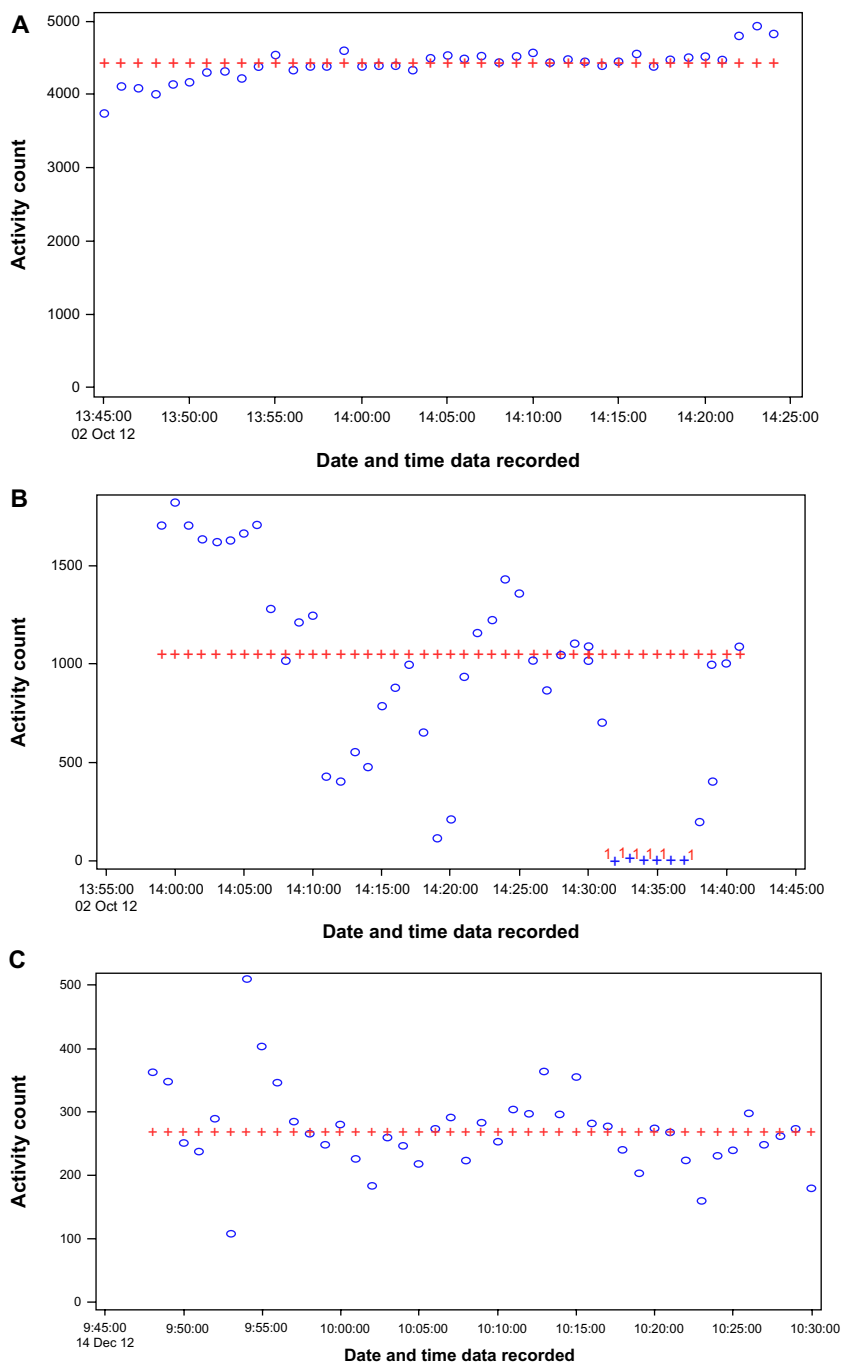 A
5000
4000
3000
2000
1000
0
Activity count
13:45:00 13:50:00 13:55:00 14:00:00 14:05:00 14:10:00 14:15:00 14:20:00 14:25:00
02 Oct 12
Date and time data recorded
B
1500
1000
500
0
Activity count
1 1 1 1 1 1
13:55:00 14:00:00 14:05:00 14:10:00 14:15:00 14:20:00 14:25:00 14:30:00 14:35:00 14:40:00 14:45:00
02 Oct 12
Date and time data recorded
C
500
400
300
200
100
0
Activity count
9:45:00 9:50:00 9:55:00 10:00:00 10:05:00 10:10:00 10:15:00 10:20:00 10:25:00 10:30:00
14 Dec 12
Date and time data recorded